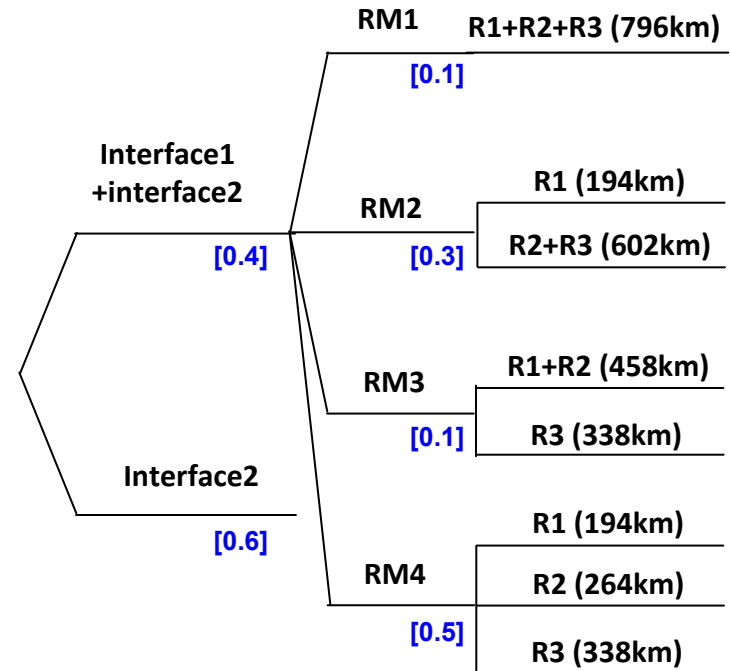 RM1
R1+R2+R3 (796km)
[0.1]
Interface1
+interface2
[0.4]
RM2
[0.3]
R1 (194km)
R2+R3 (602km)
RM3
[0.1]
R1+R2 (458km)
R3 (338km)
Interface2
[0.6]
RM4
[0.5]
R1 (194km)
R2 (264km)
R3 (338km)